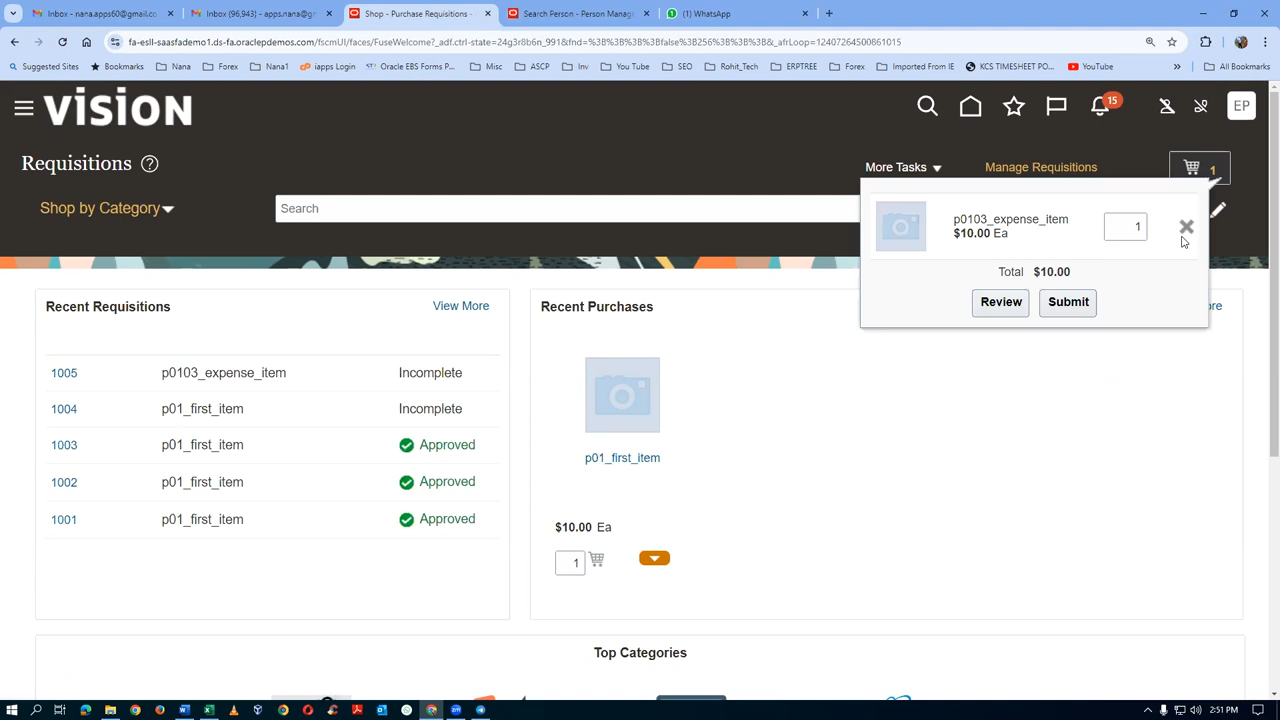 Inbox - nana.apps60@gmail.co
Inbox (96,943) - apps.nana@gr
Shop - Purchase Requisitions -
Search Person - Person Manag
(1) WhatsApp
fa-esll-saasfademo1.ds-fa.oraclepdemos.com/fscmUI/faces/FuseWelcome?_adf.ctrl-state=24g3r8b6n_991&fnd=%3B%3B%3B%3Bfalse%3B256%3B%3B%3B&_afrLoop=12407264500861015
Suggested Sites
Bookmarks
Nana
Forex
Nana1
iapps Login
Oracle EBS Forms P...
Misc
ASCP
Inv
You Tube
SEO
Rohit_Tech
ERPTREE
Forex
Imported From IE
KCS TIMESHEET PO...
YouTube
All Bookmarks
vision
15
EP
Requisitions
More Tasks
Manage Requisitions
1
Shop by Category
Search
p0103_expense_item
$10.00 Ea
1
Total $10.00
Review
Submit
Recent Requisitions
View More
1005 p0103_expense_item Incomplete
1004 p01_first_item Incomplete
1003 p01_first_item Approved
1002 p01_first_item Approved
1001 p01_first_item Approved
Recent Purchases
p01_first_item
$10.00 Ea
1
Top Categories
2:51 PM